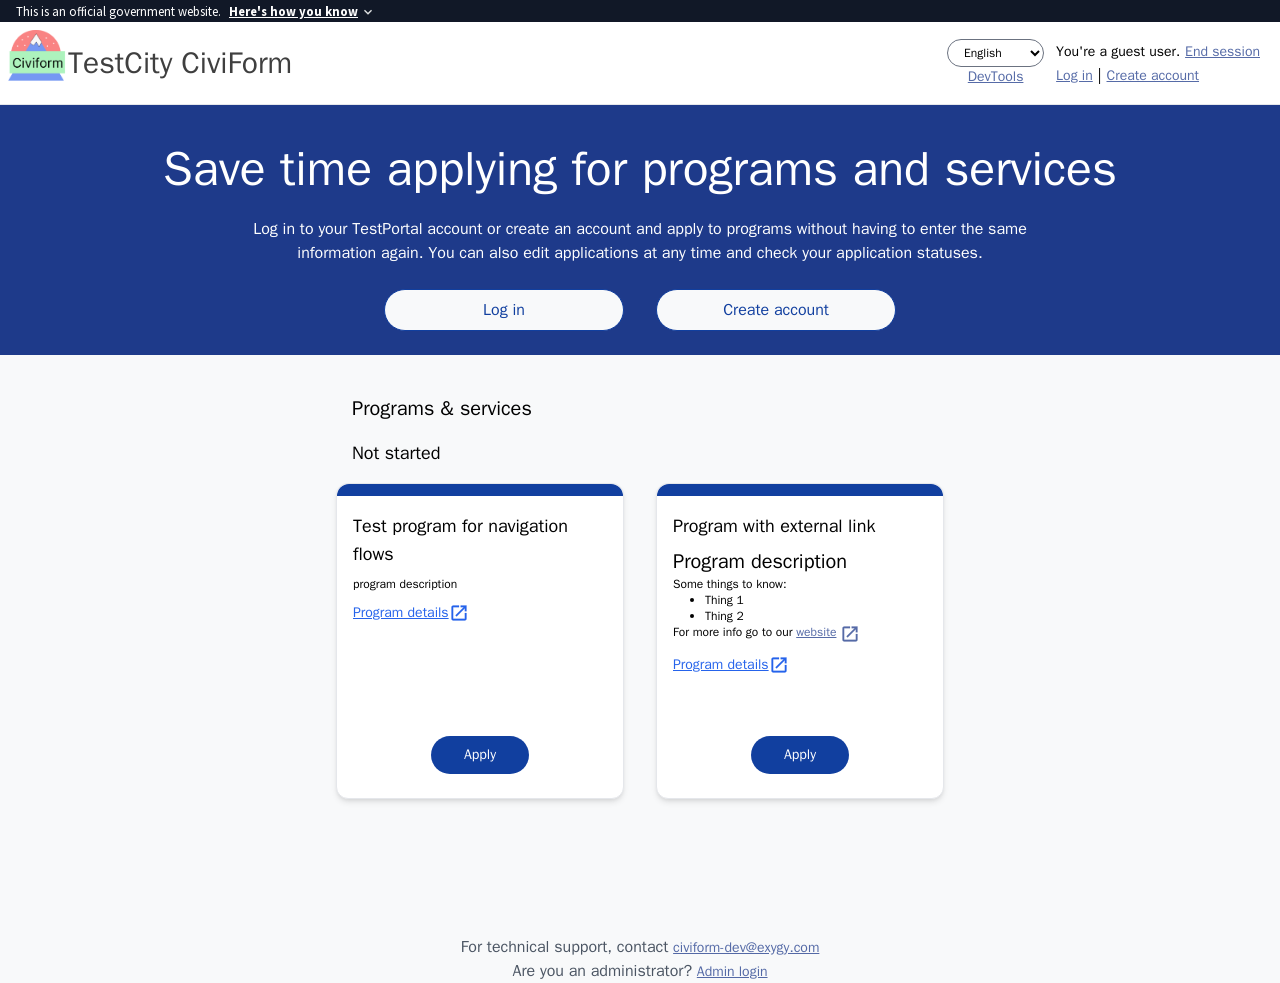 This is an official government website. Here's how you know
Civiform
TestCity CiviForm
English
DevTools
You're a guest user. End session
Log in | Create account
Save time applying for programs and services
Log in to your TestPortal account or create an account and apply to programs without having to enter the same
information again. You can also edit applications at any time and check your application statuses.
Log in
Create account
Programs & services
Not started
Test program for navigation
flows
program description
Program details
Apply
Program with external link
Program description
Some things to know:
• Thing 1
• Thing 2
For more info go to our website
Program details
Apply
For technical support, contact civiform-dev@exygy.com
Are you an administrator? Admin login